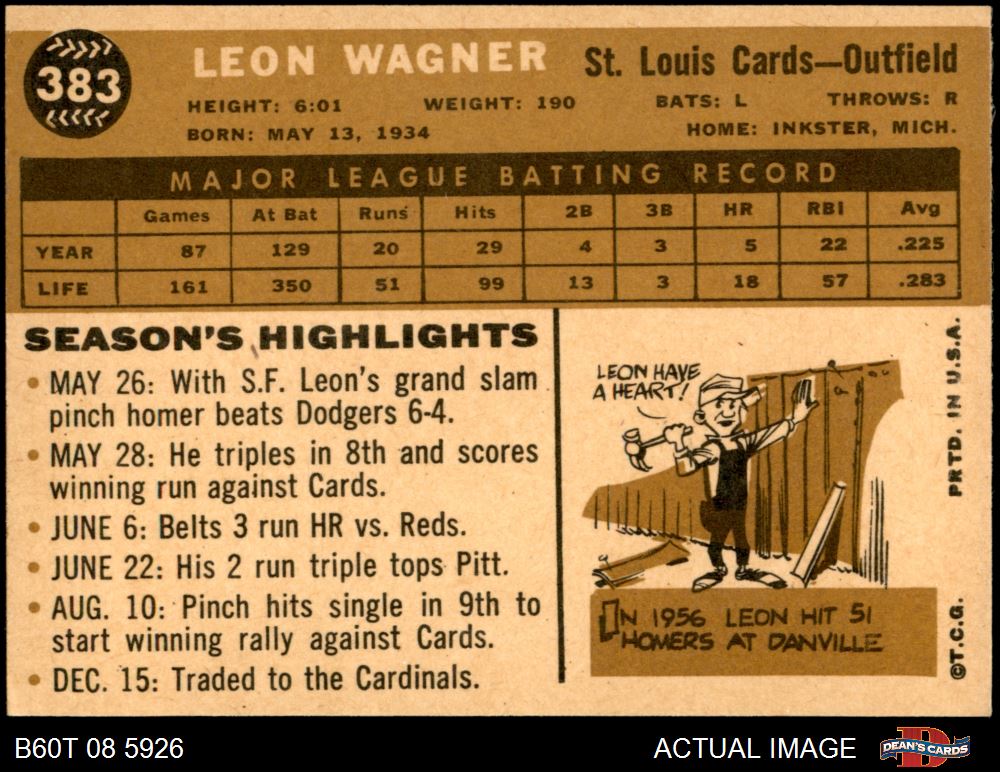 383
LEON WAGNER
St. Louis Cards—Outfield
HEIGHT: 6:01 WEIGHT: 190 BATS: L THROWS: R
BORN: MAY 13, 1934 HOME: INKSTER, MICH.
MAJOR LEAGUE BATTING RECORD
Games At Bat Runs Hits 2B 3B HR RBI Avg
YEAR 87 129 20 29 4 3 5 22 .225
LIFE 161 350 51 99 13 3 18 57 .283
SEASON'S HIGHLIGHTS
• MAY 26: With S.F. Leon's grand slam
pinch homer beats Dodgers 6-4.
• MAY 28: He triples in 8th and scores
winning run against Cards.
• JUNE 6: Belts 3 run HR vs. Reds.
• JUNE 22: His 2 run triple tops Pitt.
• AUG. 10: Pinch hits single in 9th to
start winning rally against Cards.
• DEC. 15: Traded to the Cardinals.
LEON HAVE
A HEART!
IN 1956 LEON HIT 51
HOMERS AT DANVILLE
PRTD. IN U.S.A.
©T.C.G.
B60T 08 5926
ACTUAL IMAGE
DEAN'S CARDS